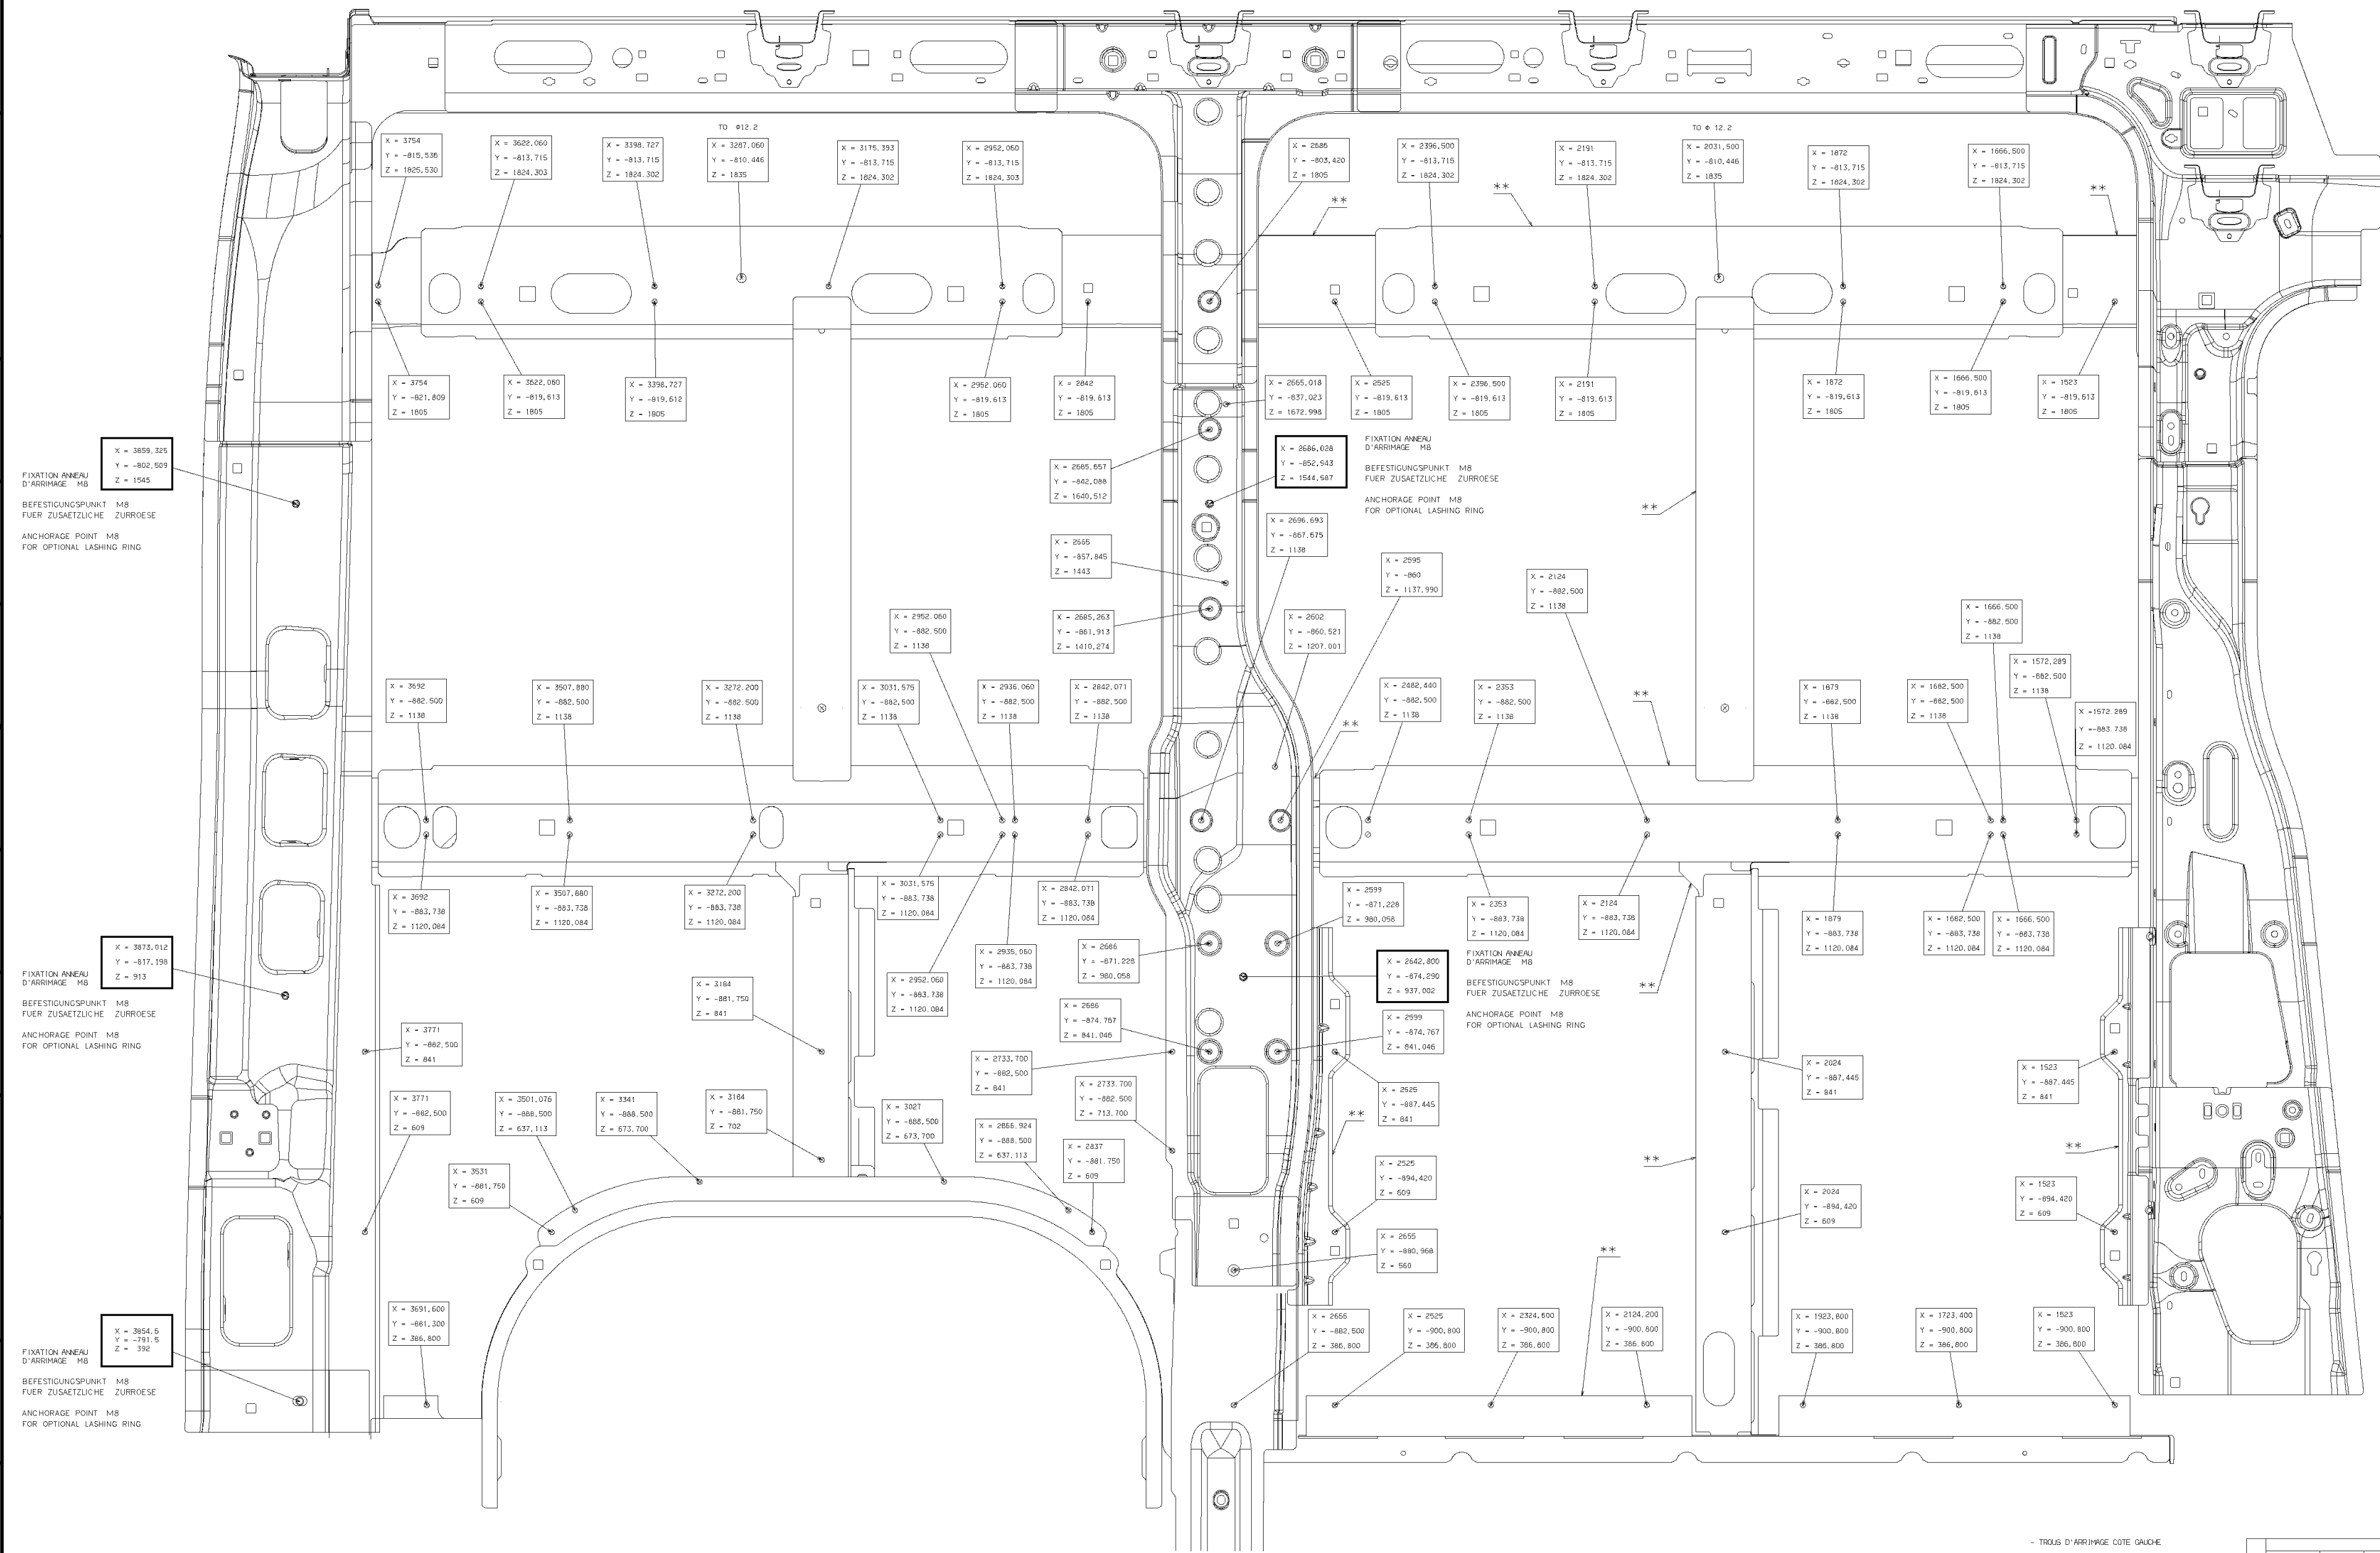 TO Φ12.2
TO Φ 12.2
X = 3754
Y = -815,536
Z = 1825,530
X = 3622,060
Y = -813,715
Z = 1824,303
X = 3398,727
Y = -813,715
Z = 1824,302
X = 3287,060
Y = -810,446
Z = 1835
X = 3175,393
Y = -813,715
Z = 1824,302
X = 2952,060
Y = -813,715
Z = 1824,303
X = 2686
Y = -803,420
Z = 1805
X = 2396,500
Y = -813,715
Z = 1824,302
X = 2191
Y = -813,715
Z = 1824,302
X = 2031,500
Y = -810,446
Z = 1835
X = 1872
Y = -813,715
Z = 1824,302
X = 1666,500
Y = -813,715
Z = 1824,302
**
**
**
X = 3754
Y = -821,809
Z = 1805
X = 3622,060
Y = -819,613
Z = 1805
X = 3398,727
Y = -819,612
Z = 1805
X = 2952,060
Y = -819,613
Z = 1805
X = 2842
Y = -819,613
Z = 1805
X = 2665,018
Y = -837,023
Z = 1672,998
X = 2525
Y = -819,613
Z = 1805
X = 2396,500
Y = -819,613
Z = 1805
X = 2191
Y = -819,613
Z = 1805
X = 1872
Y = -819,613
Z = 1805
X = 1666,500
Y = -819,613
Z = 1805
X = 1523
Y = -819,613
Z = 1805
X = 3859,325
Y = -802,509
Z = 1545
FIXATION ANNEAU
D'ARRIMAGE M8
BEFESTIGUNGSPUNKT M8
FUER ZUSAETZLICHE ZURROESE
ANCHORAGE POINT M8
FOR OPTIONAL LASHING RING
X = 2685,657
Y = -842,088
Z = 1640,512
X = 2686,028
Y = -852,543
Z = 1544,587
FIXATION ANNEAU
D'ARRIMAGE M8
BEFESTIGUNGSPUNKT M8
FUER ZUSAETZLICHE ZURROESE
ANCHORAGE POINT M8
FOR OPTIONAL LASHING RING
**
X = 2665
Y = -857,845
Z = 1443
X = 2696,693
Y = -867,675
Z = 1138
X = 2595
Y = -860
Z = 1137,990
X = 2124
Y = -882,500
Z = 1138
X = 2952,060
Y = -882,500
Z = 1138
X = 2685,263
Y = -861,913
Z = 1410,274
X = 2602
Y = -860,521
Z = 1207,001
X = 1666,500
Y = -882,500
Z = 1138
X = 1572,289
Y = -882,500
Z = 1138
X = 3692
Y = -882,500
Z = 1138
X = 3507,880
Y = -882,500
Z = 1138
X = 3272,200
Y = -882,500
Z = 1138
X = 3031,575
Y = -882,500
Z = 1138
X = 2936,060
Y = -882,500
Z = 1138
X = 2842,071
Y = -882,500
Z = 1138
**
X = 2482,440
Y = -882,500
Z = 1138
X = 2353
Y = -882,500
Z = 1138
**
X = 1879
Y = -882,500
Z = 1138
X = 1682,500
Y = -882,500
Z = 1138
X =1572,289
Y =-883,738
Z = 1120,084
X = 3692
Y = -883,738
Z = 1120,084
X = 3507,880
Y = -883,738
Z = 1120,084
X = 3272,200
Y = -883,738
Z = 1120,084
X = 3031,575
Y = -883,738
Z = 1120,084
X = 2842,071
Y = -883,738
Z = 1120,084
X = 2599
Y = -871,228
Z = 980,058
X = 2353
Y = -883,738
Z = 1120,084
X = 2124
Y = -883,738
Z = 1120,084
X = 1879
Y = -883,738
Z = 1120,084
X = 1682,500
Y = -883,738
Z = 1120,084
X = 1666,500
Y = -883,738
Z = 1120,084
X = 3873,012
Y = -817,198
Z = 913
FIXATION ANNEAU
D'ARRIMAGE M8
BEFESTIGUNGSPUNKT M8
FUER ZUSAETZLICHE ZURROESE
ANCHORAGE POINT M8
FOR OPTIONAL LASHING RING
X = 2935,060
Y = -883,738
Z = 1120,084
X = 2686
Y = -871,228
Z = 980,058
X = 2952,060
Y = -883,738
Z = 1120,084
X = 3184
Y = -881,750
Z = 841
X = 2642,800
Y = -874,290
Z = 937,002
FIXATION ANNEAU
D'ARRIMAGE M8
BEFESTIGUNGSPUNKT M8
FUER ZUSAETZLICHE ZURROESE
ANCHORAGE POINT M8
FOR OPTIONAL LASHING RING
**
X = 2686
Y = -874,767
Z = 841,046
X = 2599
Y = -874,767
Z = 841,046
X = 3771
Y = -882,500
Z = 841
X = 2733,700
Y = -882,500
Z = 841
X = 2024
Y = -887,445
Z = 841
X = 1523
Y = -887,445
Z = 841
X = 2733,700
Y = -882,500
Z = 713,700
X = 2525
Y = -887,445
Z = 841
**
X = 3771
Y = -882,500
Z = 609
X = 3501,076
Y = -888,500
Z = 637,113
X = 3341
Y = -888,500
Z = 673,700
X = 3184
Y = -881,750
Z = 702
X = 3027
Y = -888,500
Z = 673,700
X = 2866,924
Y = -888,500
Z = 637,113
X = 2837
Y = -881,750
Z = 609
**
**
X = 3531
Y = -881,750
Z = 609
X = 2525
Y = -894,420
Z = 609
X = 2024
Y = -894,420
Z = 609
X = 1523
Y = -894,420
Z = 609
X = 2655
Y = -880,968
Z = 560
**
X = 3854.5
Y = -791.5
Z = 392
FIXATION ANNEAU
D'ARRIMAGE M8
BEFESTIGUNGSPUNKT M8
FUER ZUSAETZLICHE ZURROESE
ANCHORAGE POINT M8
FOR OPTIONAL LASHING RING
X = 3691,600
Y = -881,300
Z = 386,800
X = 2655
Y = -882,500
Z = 386,800
X = 2525
Y = -900,800
Z = 386,800
X = 2324,600
Y = -900,800
Z = 386,800
X = 2124,200
Y = -900,800
Z = 386,800
X = 1923,800
Y = -900,800
Z = 386,800
X = 1723,400
Y = -900,800
Z = 386,800
X = 1523
Y = -900,800
Z = 386,800
- TROUS D'ARRIMAGE COTE GAUCHE